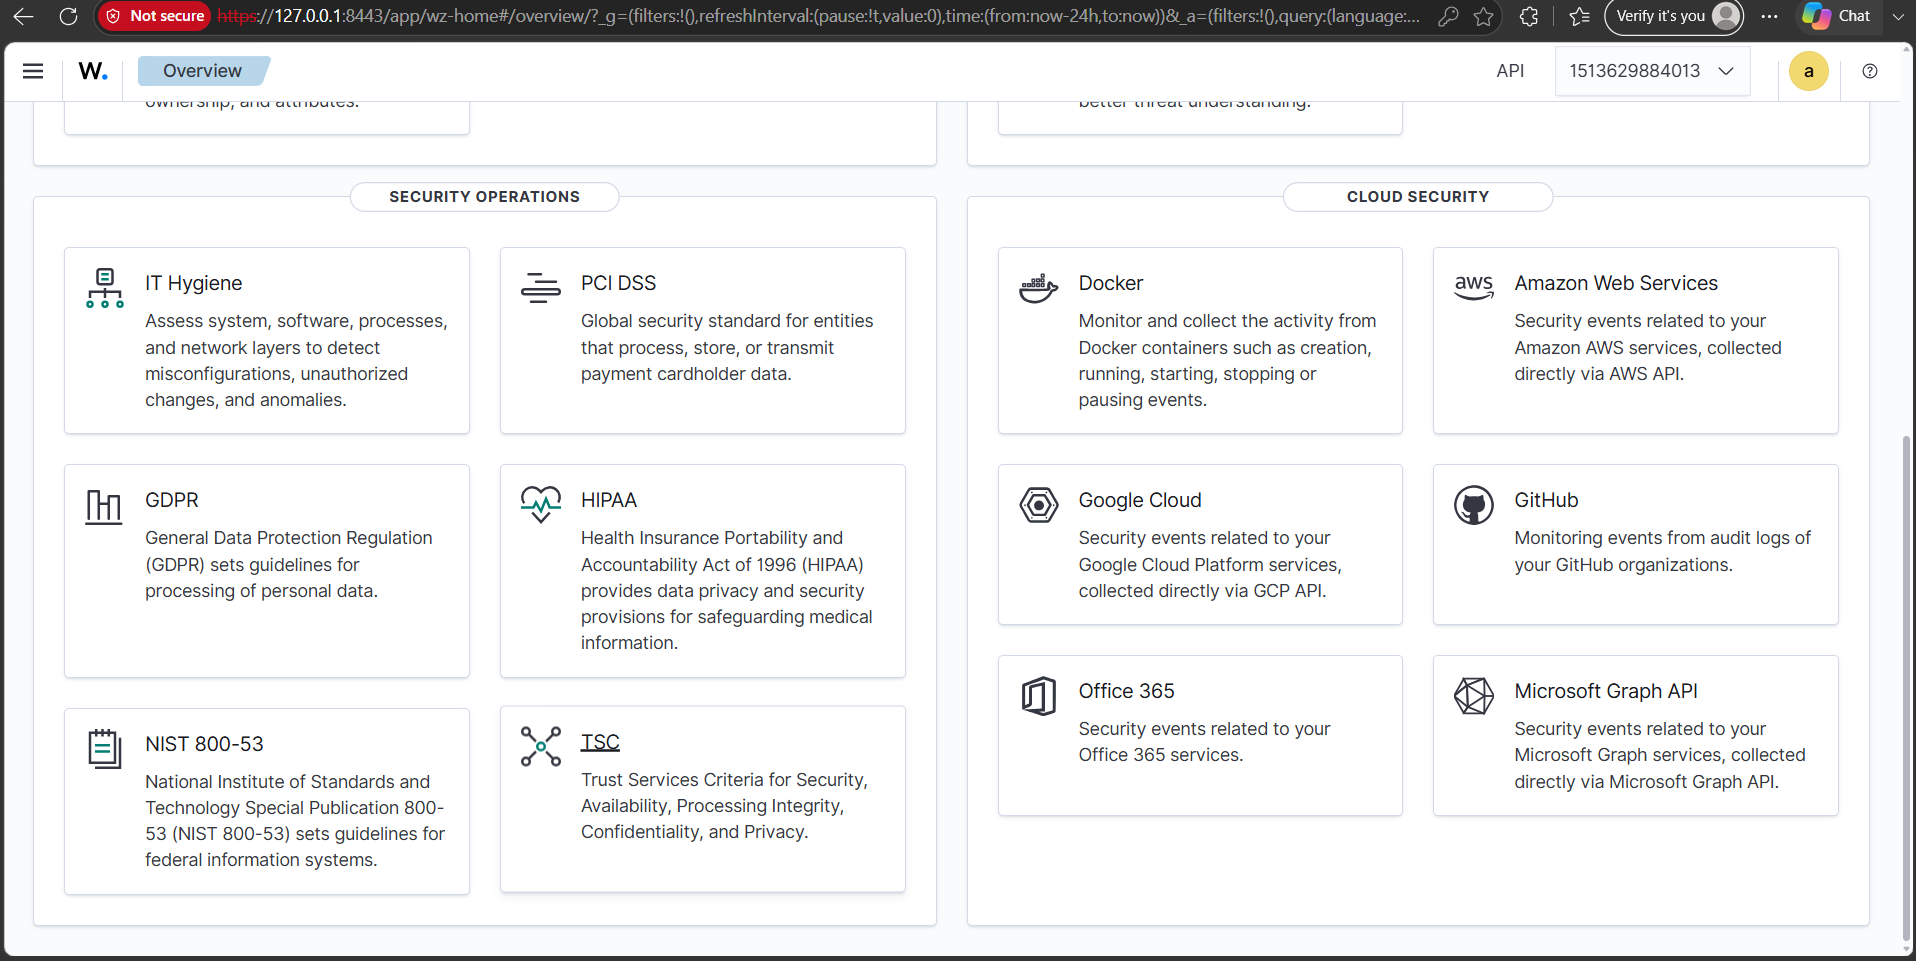 Not secure
https://127.0.0.1:8443/app/wz-home#/overview/?_g=(filters:!(),refreshInterval:(pause:!t,value:0),time:(from:now-24h,to:now))&_a=(filters:!(),query:(language:...
Verify it's you
Chat
W.
Overview
API
1513629884013
a
ownership, and attributes.
better threat understanding.
SECURITY OPERATIONS
IT Hygiene
Assess system, software, processes,
and network layers to detect
misconfigurations, unauthorized
changes, and anomalies.
PCI DSS
Global security standard for entities
that process, store, or transmit
payment cardholder data.
GDPR
General Data Protection Regulation
(GDPR) sets guidelines for
processing of personal data.
HIPAA
Health Insurance Portability and
Accountability Act of 1996 (HIPAA)
provides data privacy and security
provisions for safeguarding medical
information.
NIST 800-53
National Institute of Standards and
Technology Special Publication 800-
53 (NIST 800-53) sets guidelines for
federal information systems.
TSC
Trust Services Criteria for Security,
Availability, Processing Integrity,
Confidentiality, and Privacy.
CLOUD SECURITY
Docker
Monitor and collect the activity from
Docker containers such as creation,
running, starting, stopping or
pausing events.
aws
Amazon Web Services
Security events related to your
Amazon AWS services, collected
directly via AWS API.
Google Cloud
Security events related to your
Google Cloud Platform services,
collected directly via GCP API.
GitHub
Monitoring events from audit logs of
your GitHub organizations.
Office 365
Security events related to your
Office 365 services.
Microsoft Graph API
Security events related to your
Microsoft Graph services, collected
directly via Microsoft Graph API.